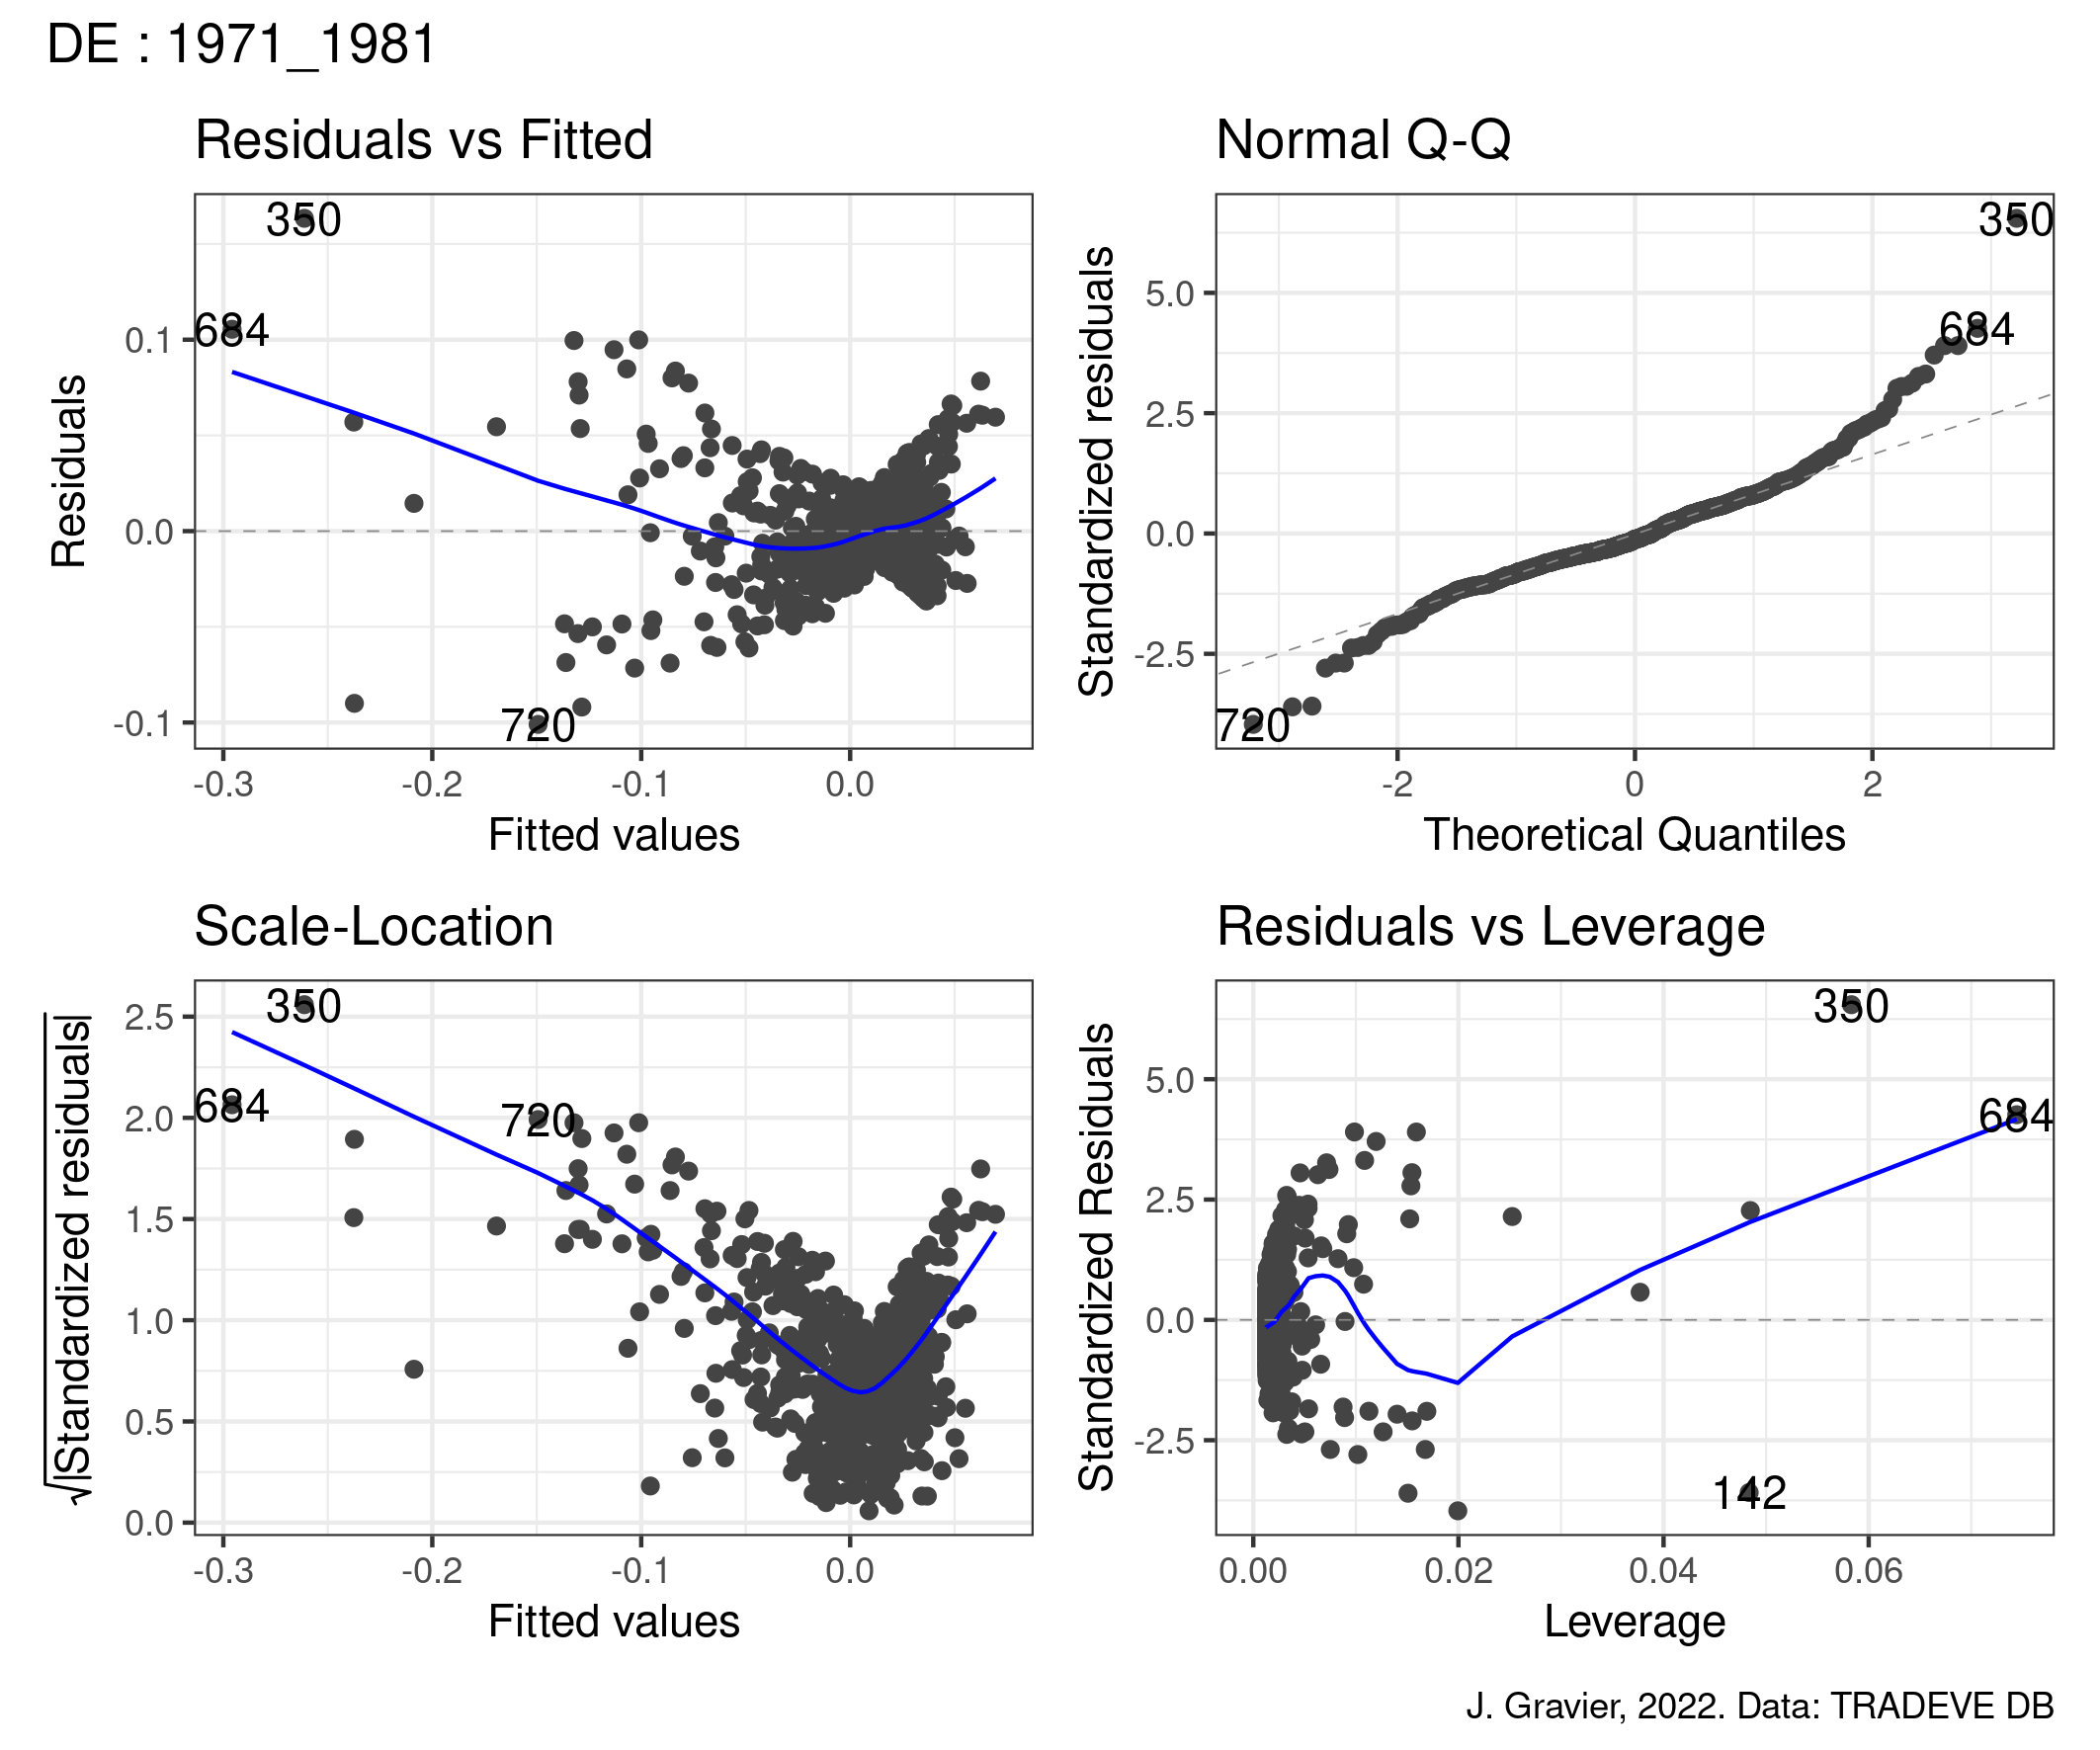 DE : 1971_1981
Residuals vs Fitted
350
684
720
0.1
0.0
-0.1
-0.3 -0.2 -0.1 0.0
Fitted values
Residuals
Normal Q-Q
350
684
720
5.0
2.5
0.0
-2.5
-2 0 2
Theoretical Quantiles
Standardized residuals
Scale-Location
350
684
720
2.5
2.0
1.5
1.0
0.5
0.0
-0.3 -0.2 -0.1 0.0
Fitted values
√|Standardized residuals|
Residuals vs Leverage
350
684
142
5.0
2.5
0.0
-2.5
0.00 0.02 0.04 0.06
Leverage
Standardized Residuals
J. Gravier, 2022. Data: TRADEVE DB